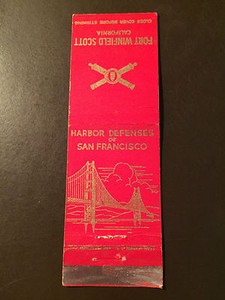 CLOSE COVER BEFORE STRIKING
FORT WINFIELD SCOTT
CALIFORNIA
HARBOR DEFENSES
OF
SAN FRANCISCO